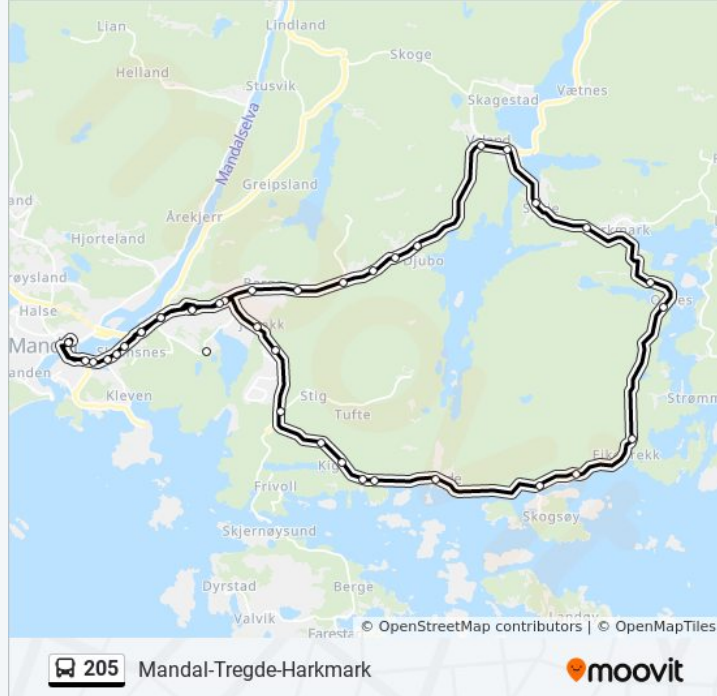 Lian
Lindland
Skoge
Helland
Stusvik
Skagestad
Vætnes
Mandalselva
Greipsland
Årekjerr
Hjorteland
Djubo
Halse
Stig
Tufte
Kleven
Frivoll
Skogsøy
Skjernøysund
Dyrstad
Berge
Valvik
© OpenStreetMap contributors | © OpenMapTiles
205 Mandal-Tregde-Harkmark
moovit